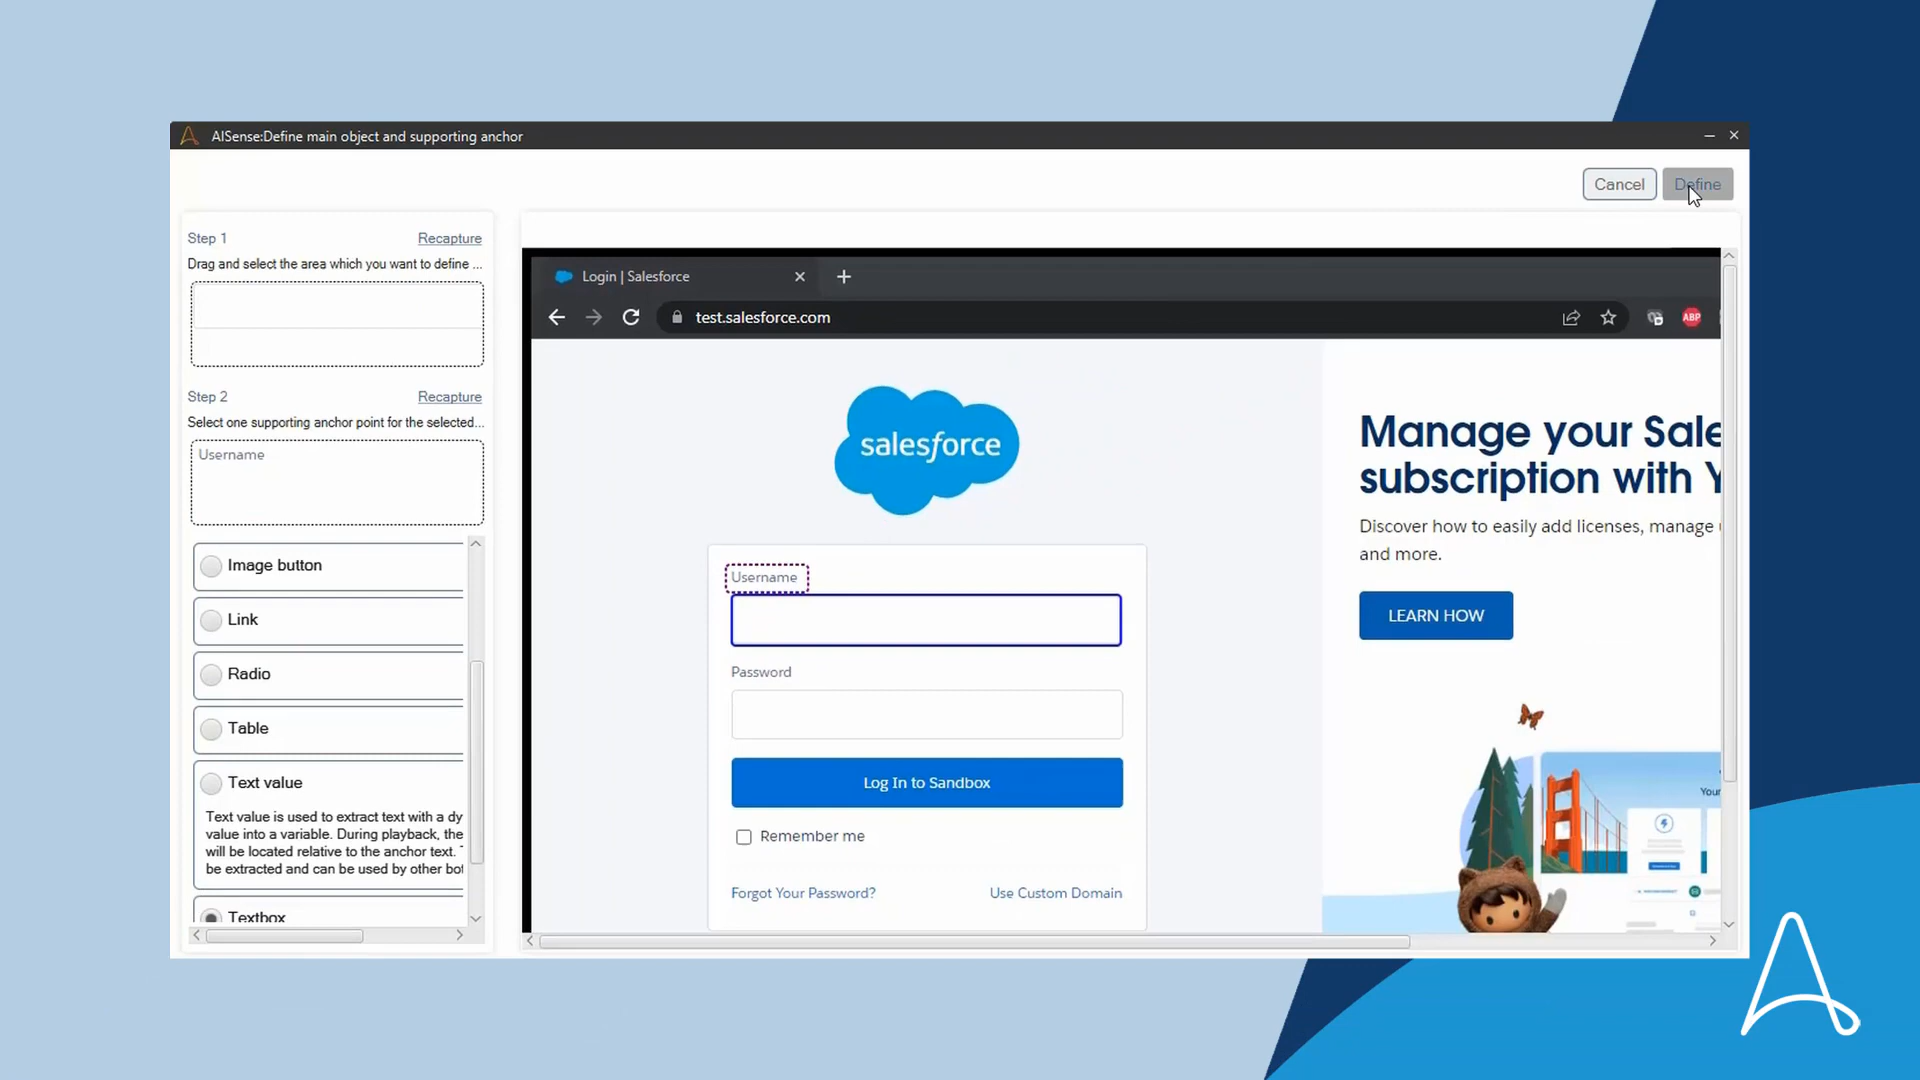 AISense:Define main object and supporting anchor
Cancel
Define
Step 1
Recapture
Drag and select the area which you want to define ...
Step 2
Recapture
Select one supporting anchor point for the selected...
Username
Image button
Link
Radio
Table
Text value
Text value is used to extract text with a dy
value into a variable. During playback, the
will be located relative to the anchor text.
be extracted and can be used by other bot
Textbox
Login | Salesforce
test.salesforce.com
ABP
salesforce
Username
Password
Log In to Sandbox
Remember me
Forgot Your Password?
Use Custom Domain
Manage your Sale
subscription with Y
Discover how to easily add licenses, manage
and more.
LEARN HOW
Your